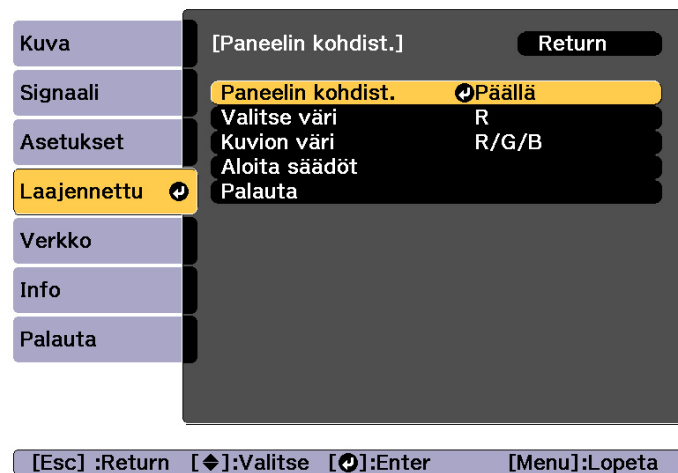 Kuva
Signaali
Asetukset
Laajennettu
Verkko
Info
Palauta
[Paneelin kohdist.] Return
Paneelin kohdist. Päällä
Valitse väri R
Kuvion väri R/G/B
Aloita säädöt
Palauta
[Esc] :Return [◆]:Valitse [↵]:Enter [Menu]:Lopeta